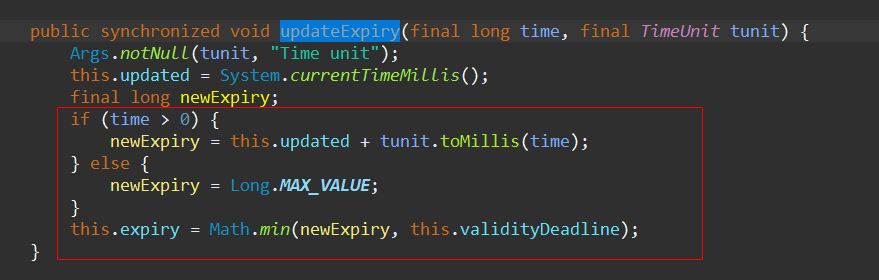 public synchronized void updateExpiry(final long time, final TimeUnit tunit) {
Args.notNull(tunit, "Time unit");
this.updated = System.currentTimeMillis();
final long newExpiry;
if (time > 0) {
newExpiry = this.updated + tunit.toMillis(time);
} else {
newExpiry = Long.MAX_VALUE;
}
this.expiry = Math.min(newExpiry, this.validityDeadline);
}